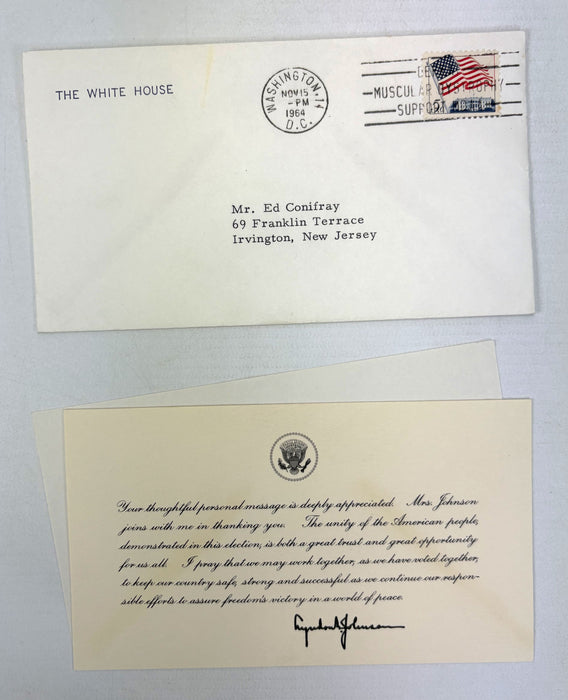 THE WHITE HOUSE
WASHINGTON, 
NOV 15
-PM
1964
D.C.
MUSCULAR DYSTROPHY
SUPPORT
Mr. Ed Conifray
69 Franklin Terrace
Irvington, New Jersey
Your thoughtful personal message is deeply appreciated. Mrs. Johnson
joins with me in thanking you. The unity of the American people,
demonstrated in this election, is both a great trust and great opportunity
for us all. I pray that we may work together, as we have voted together,
to keep our country safe, strong and successful as we continue our respon-
sible efforts to assure freedom's victory in a world of peace.
Lyndon B. Johnson